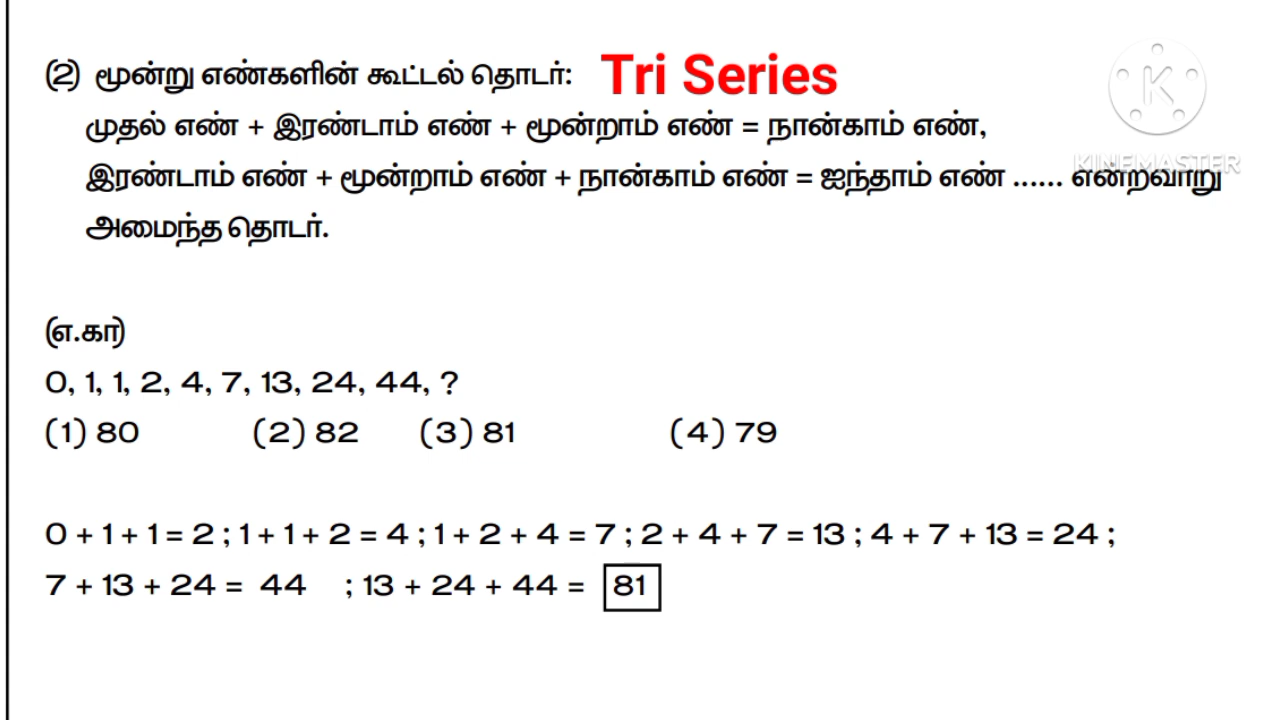 (2) மூன்று எண்களின் கூட்டல் தொடர்: Tri Series
முதல் எண் + இரண்டாம் எண் + மூன்றாம் எண் = நான்காம் எண்,
இரண்டாம் எண் + மூன்றாம் எண் + நான்காம் எண் = ஐந்தாம் எண் ...... என்றவாறு
அமைந்த தொடர்.
K
KINEMASTER
(எ.கா)
0, 1, 1, 2, 4, 7, 13, 24, 44, ?
(1) 80 (2) 82 (3) 81 (4) 79
0 + 1 + 1 = 2 ; 1 + 1 + 2 = 4 ; 1 + 2 + 4 = 7 ; 2 + 4 + 7 = 13 ; 4 + 7 + 13 = 24 ;
7 + 13 + 24 = 44 ; 13 + 24 + 44 = 81